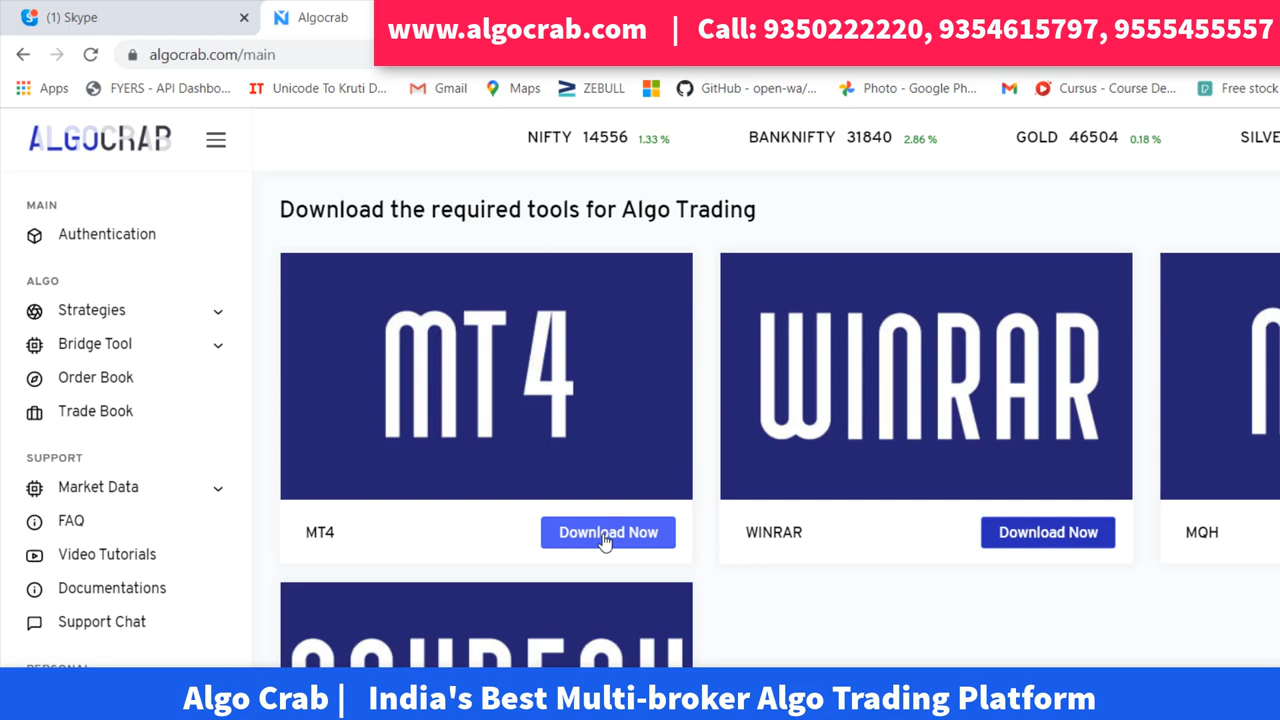 (1) Skype
Algocrab
www.algocrab.com | Call: 9350222220, 9354615797, 9555455557
algocrab.com/main
Apps FYERS - API Dashbo... IT Unicode To Kruti D... Gmail Maps ZEBULL GitHub - open-wa/... Photo - Google Ph... Cursus - Course De... Free stock
ALGOCRAB
NIFTY 14556 1.33 % BANKNIFTY 31840 2.86 % GOLD 46504 0.18 % SILVE
MAIN
Authentication
ALGO
Strategies
Bridge Tool
Order Book
Trade Book
SUPPORT
Market Data
FAQ
Video Tutorials
Documentations
Support Chat
Download the required tools for Algo Trading
MT4
WINRAR
MT4 Download Now
WINRAR Download Now
MQH
Algo Crab | India's Best Multi-broker Algo Trading Platform